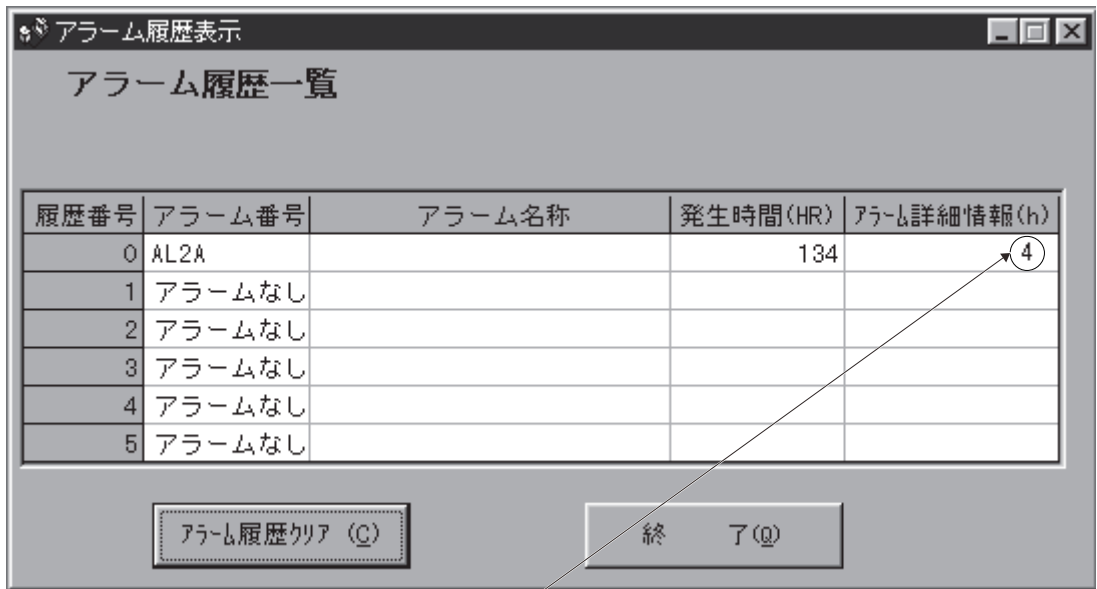 アラーム履歴表示
アラーム履歴一覧
履歴番号 アラーム番号 アラーム名称 発生時間(HR) ｱﾗｰﾑ詳細情報(h)
0 AL2A 134 4
1 アラームなし
2 アラームなし
3 アラームなし
4 アラームなし
5 アラームなし
ｱﾗｰﾑ履歴ｸﾘｱ (C) 終 了(Q)